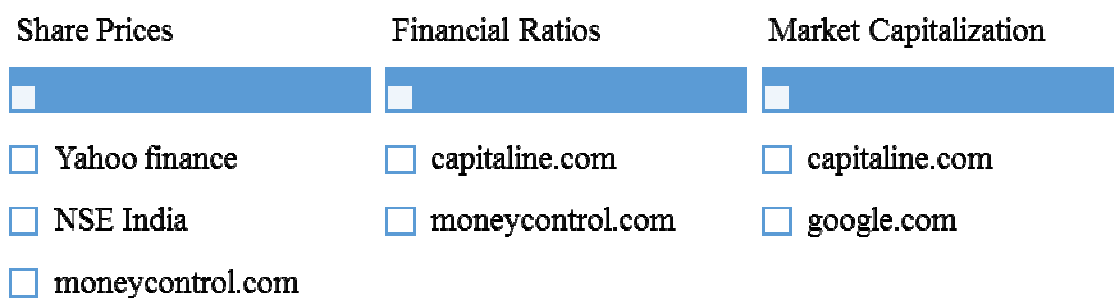 Share Prices
Yahoo finance
NSE India
moneycontrol.com
Financial Ratios
capitaline.com
moneycontrol.com
Market Capitalization
capitaline.com
google.com